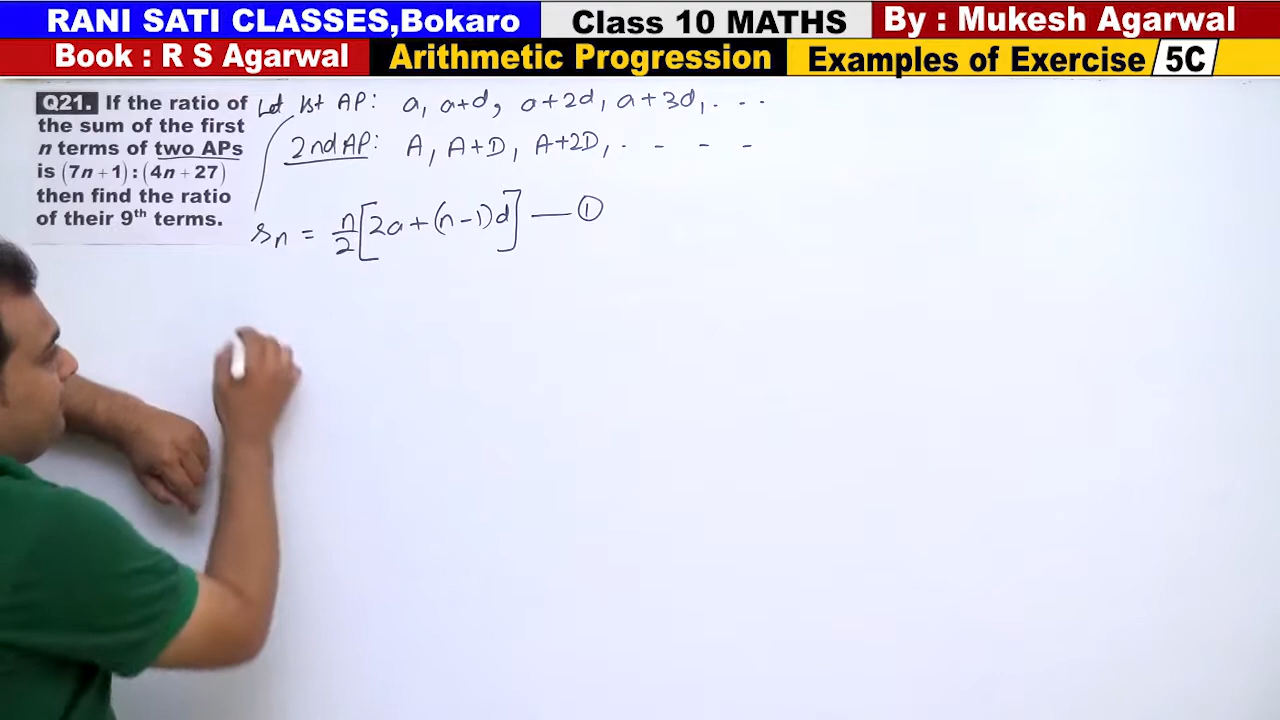 RANI SATI CLASSES,Bokaro Class 10 MATHS By : Mukesh Agarwal
Book : R S Agarwal Arithmetic Progression Examples of Exercise 5C
Q21. If the ratio of
the sum of the first
n terms of two APs
is (7n+1):(4n+27)
then find the ratio
of their 9th terms.
Let 1st AP: a, a+d, a+2d, a+3d, . . .
2nd AP: A, A+D, A+2D, . - - -
Sn = n/2 [2a+(n-1)d] — ①